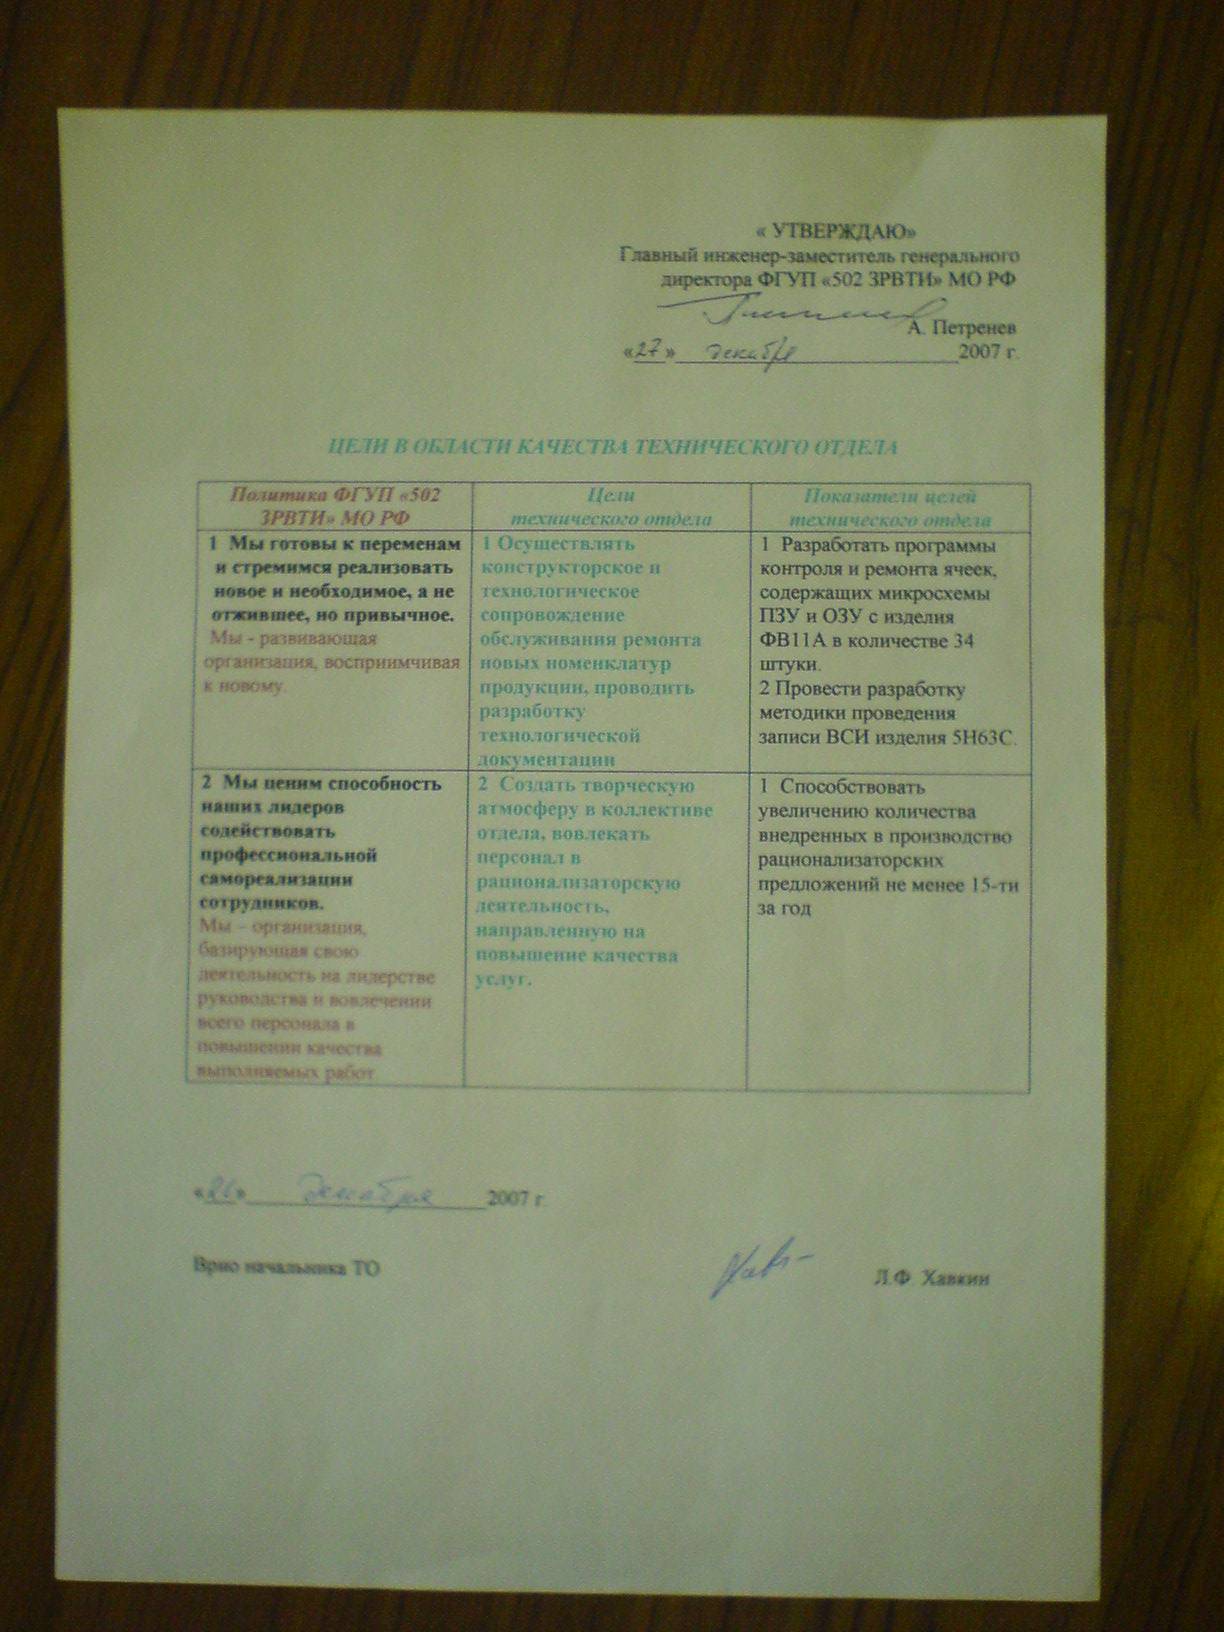 « УТВЕРЖДАЮ»
Главный инженер-заместитель генерального
директора ФГУП «502 ЗРВТИ» МО РФ
А. Петренев
«27» декабря 2007 г.
ЦЕЛИ В ОБЛАСТИ КАЧЕСТВА ТЕХНИЧЕСКОГО ОТДЕЛА
Политика ФГУП «502
ЗРВТИ» МО РФ
Цели
технического отдела
Показатели целей
технического отдела
1 Мы готовы к переменам
и стремимся реализовать
новое и необходимое, а не
отжившее, но привычное.
Мы - развивающая
организация, восприимчивая
к новому.
1 Осуществлять
конструкторское и
технологическое
сопровождение
обслуживания ремонта
новых номенклатур
продукции, проводить
разработку
технологической
документации
1 Разработать программы
контроля и ремонта ячеек,
содержащих микросхемы
ПЗУ и ОЗУ с изделия
ФВ11А в количестве 34
штуки.
2 Провести разработку
методики проведения
записи ВСИ изделия 5Н63С.
2 Мы ценим способность
наших лидеров
содействовать
профессиональной
самореализации
сотрудников.
Мы – организация,
базирующая свою
деятельность на лидерстве
руководства и вовлечении
всего персонала в
повышении качества
выполняемых работ
2 Создать творческую
атмосферу в коллективе
отдела, вовлекать
персонал в
рационализаторскую
деятельность,
направленную на
повышение качества
услуг.
1 Способствовать
увеличению количества
внедренных в производство
рационализаторских
предложений не менее 15-ти
за год
«26» декабря 2007 г.
Врио начальника ТО
Л.Ф. Хавкин